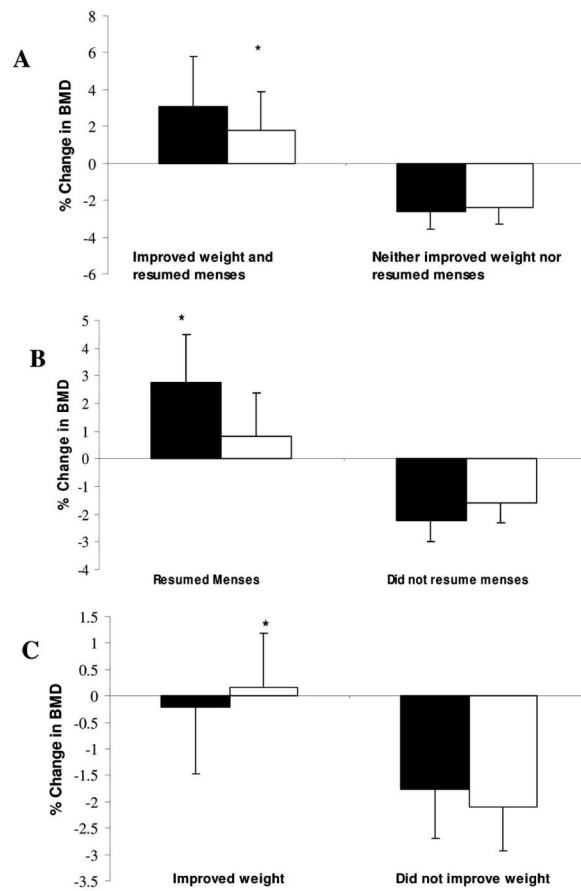 A
% Change in BMD
8
6
4
2
0
-2
-4
6
*
Improved weight and
resumed menses
Neither improved weight nor
resumed menses
B
% Change in BMD
5
4
3
2
1
0
-1
-2
-3
-4
*
Resumed Menses
Did not resume menses
C
% Change in BMD
1.5
1
0.5
0
-0.5
-1
-1.5
-2
-2.5
-3
-3.5
*
Improved weight
Did not improve weight